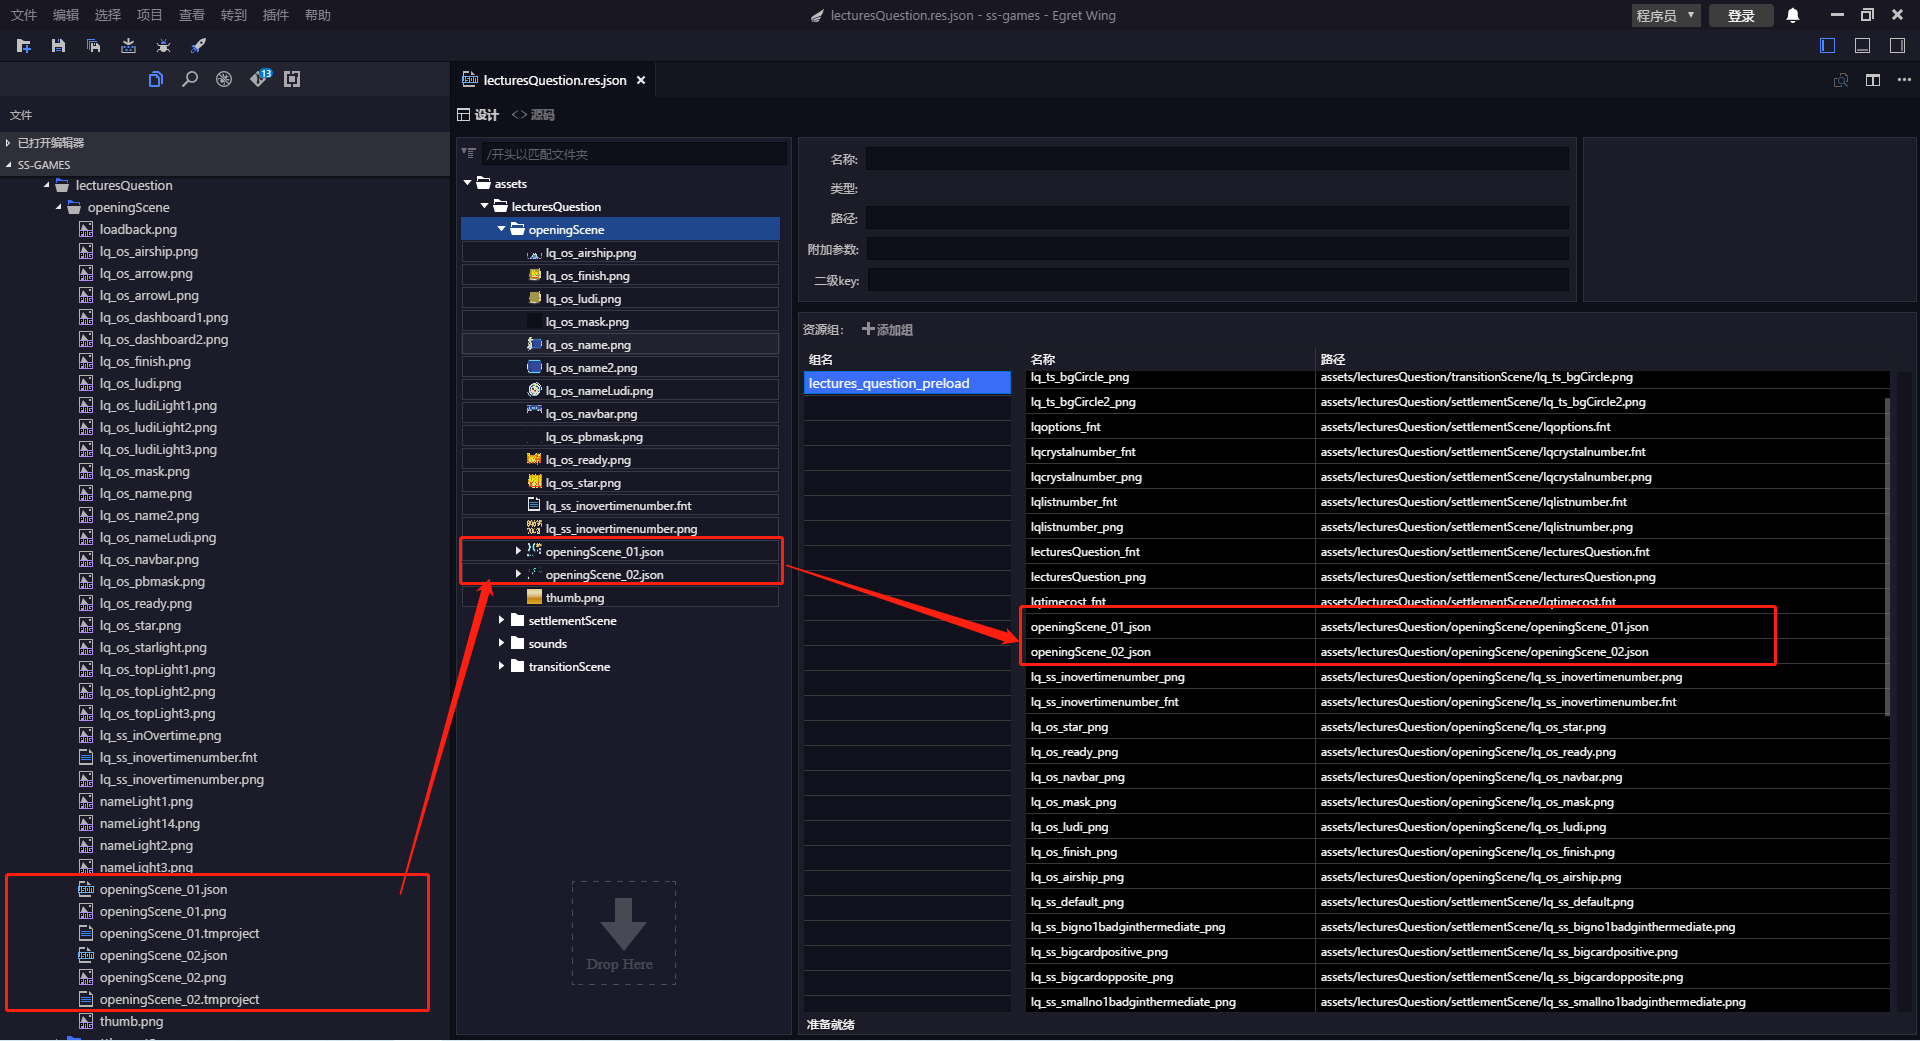 文件 编辑 选择 项目 查看 转到 插件 帮助
lecturesQuestion.res.json - ss-games - Egret Wing
程序员
登录
13
文件
已打开编辑器
SS-GAMES
lecturesQuestion
openingScene
loadback.png
lq_os_airship.png
lq_os_arrow.png
lq_os_arrowL.png
lq_os_dashboard1.png
lq_os_dashboard2.png
lq_os_finish.png
lq_os_ludi.png
lq_os_ludiLight1.png
lq_os_ludiLight2.png
lq_os_ludiLight3.png
lq_os_mask.png
lq_os_name.png
lq_os_name2.png
lq_os_nameLudi.png
lq_os_navbar.png
lq_os_pbmask.png
lq_os_ready.png
lq_os_star.png
lq_os_starlight.png
lq_os_topLight1.png
lq_os_topLight2.png
lq_os_topLight3.png
lq_ss_inOvertime.png
lq_ss_inovertimenumber.fnt
lq_ss_inovertimenumber.png
nameLight1.png
nameLight14.png
nameLight2.png
nameLight3.png
openingScene_01.json
openingScene_01.png
openingScene_01.tmproject
openingScene_02.json
openingScene_02.png
openingScene_02.tmproject
thumb.png
lecturesQuestion.res.json
设计 <> 源码
/开头以匹配文件夹
assets
lecturesQuestion
openingScene
lq_os_airship.png
lq_os_finish.png
lq_os_ludi.png
lq_os_mask.png
lq_os_name.png
lq_os_name2.png
lq_os_nameLudi.png
lq_os_navbar.png
lq_os_pbmask.png
lq_os_ready.png
lq_os_star.png
lq_ss_inovertimenumber.fnt
lq_ss_inovertimenumber.png
openingScene_01.json
openingScene_02.json
thumb.png
settlementScene
sounds
transitionScene
Drop Here
名称:
类型:
路径:
附加参数:
二级key:
资源组: 添加组
组名
lectures_question_preload
名称 路径
lq_ts_bgCircle_png assets/lecturesQuestion/transitionScene/lq_ts_bgCircle.png
lq_ts_bgCircle2_png assets/lecturesQuestion/settlementScene/lq_ts_bgCircle2.png
lqoptions_fnt assets/lecturesQuestion/settlementScene/lqoptions.fnt
lqcrystalnumber_fnt assets/lecturesQuestion/settlementScene/lqcrystalnumber.fnt
lqcrystalnumber_png assets/lecturesQuestion/settlementScene/lqcrystalnumber.png
lqlistnumber_fnt assets/lecturesQuestion/settlementScene/lqlistnumber.fnt
lqlistnumber_png assets/lecturesQuestion/settlementScene/lqlistnumber.png
lecturesQuestion_fnt assets/lecturesQuestion/settlementScene/lecturesQuestion.fnt
lecturesQuestion_png assets/lecturesQuestion/settlementScene/lecturesQuestion.png
lqtimecost_fnt assets/lecturesQuestion/settlementScene/lqtimecost.fnt
openingScene_01_json assets/lecturesQuestion/openingScene/openingScene_01.json
openingScene_02_json assets/lecturesQuestion/openingScene/openingScene_02.json
lq_ss_inovertimenumber_png assets/lecturesQuestion/openingScene/lq_ss_inovertimenumber.png
lq_ss_inovertimenumber_fnt assets/lecturesQuestion/openingScene/lq_ss_inovertimenumber.fnt
lq_os_star_png assets/lecturesQuestion/openingScene/lq_os_star.png
lq_os_ready_png assets/lecturesQuestion/openingScene/lq_os_ready.png
lq_os_navbar_png assets/lecturesQuestion/openingScene/lq_os_navbar.png
lq_os_mask_png assets/lecturesQuestion/openingScene/lq_os_mask.png
lq_os_ludi_png assets/lecturesQuestion/openingScene/lq_os_ludi.png
lq_os_finish_png assets/lecturesQuestion/openingScene/lq_os_finish.png
lq_os_airship_png assets/lecturesQuestion/openingScene/lq_os_airship.png
lq_ss_default_png assets/lecturesQuestion/settlementScene/lq_ss_default.png
lq_ss_bigno1badginthermediate_png assets/lecturesQuestion/settlementScene/lq_ss_bigno1badginthermediate.png
lq_ss_bigcardpositive_png assets/lecturesQuestion/settlementScene/lq_ss_bigcardpositive.png
lq_ss_bigcardopposite_png assets/lecturesQuestion/settlementScene/lq_ss_bigcardopposite.png
lq_ss_smallno1badginthermediate_png assets/lecturesQuestion/settlementScene/lq_ss_smallno1badginthermediate.png
准备就绪